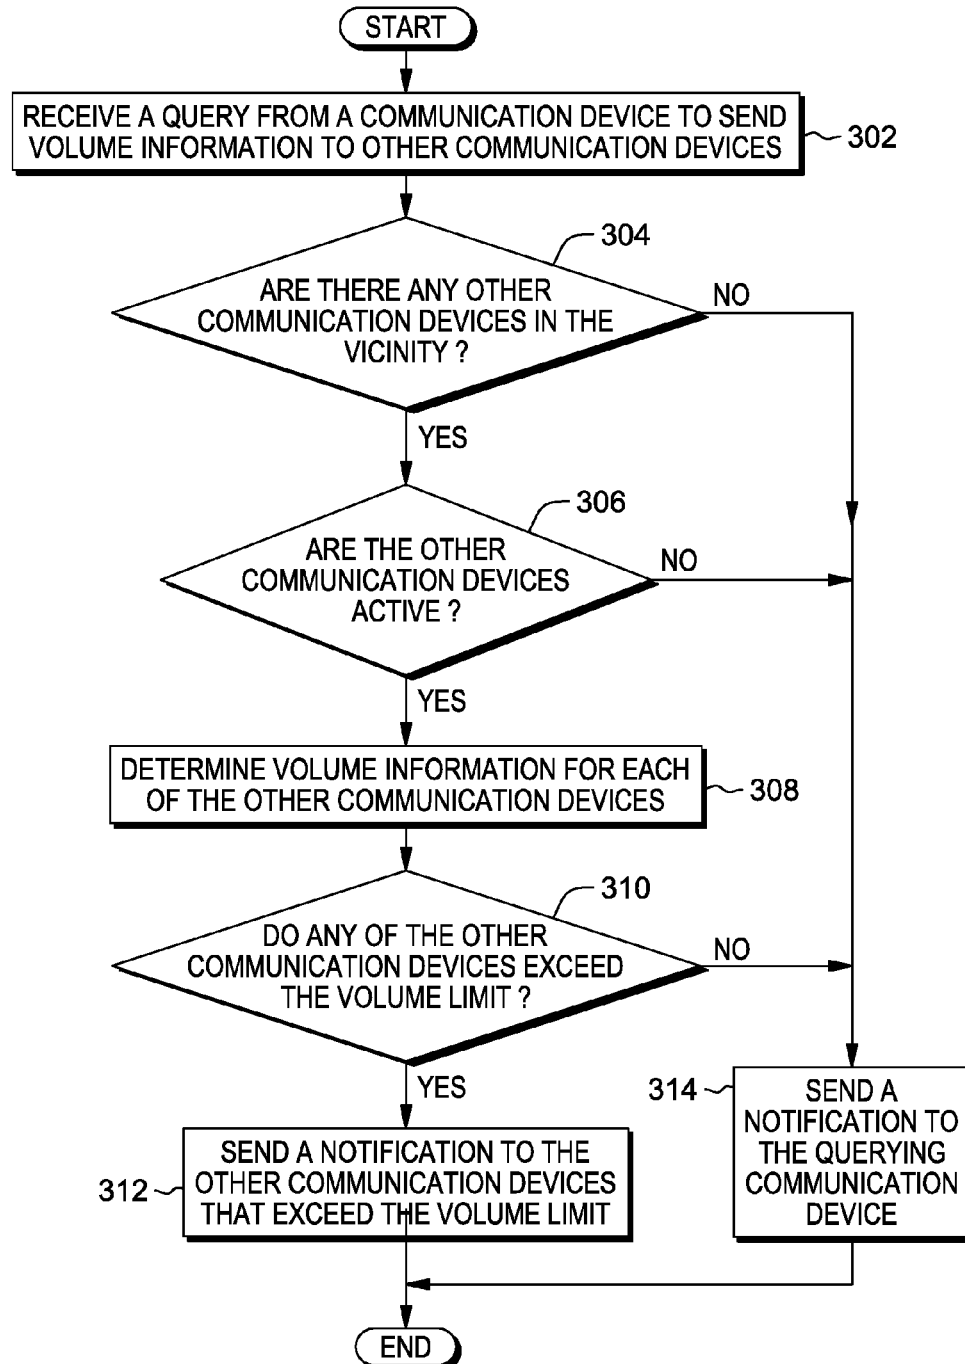 START
RECEIVE A QUERY FROM A COMMUNICATION DEVICE TO SEND
VOLUME INFORMATION TO OTHER COMMUNICATION DEVICES
302
304
ARE THERE ANY OTHER
COMMUNICATION DEVICES IN THE
VICINITY ?
NO
YES
306
ARE THE OTHER
COMMUNICATION DEVICES
ACTIVE ?
NO
YES
DETERMINE VOLUME INFORMATION FOR EACH
OF THE OTHER COMMUNICATION DEVICES
308
310
DO ANY OF THE OTHER
COMMUNICATION DEVICES EXCEED
THE VOLUME LIMIT ?
NO
YES
312
SEND A NOTIFICATION TO THE
OTHER COMMUNICATION DEVICES
THAT EXCEED THE VOLUME LIMIT
314
SEND A
NOTIFICATION TO
THE QUERYING
COMMUNICATION
DEVICE
END